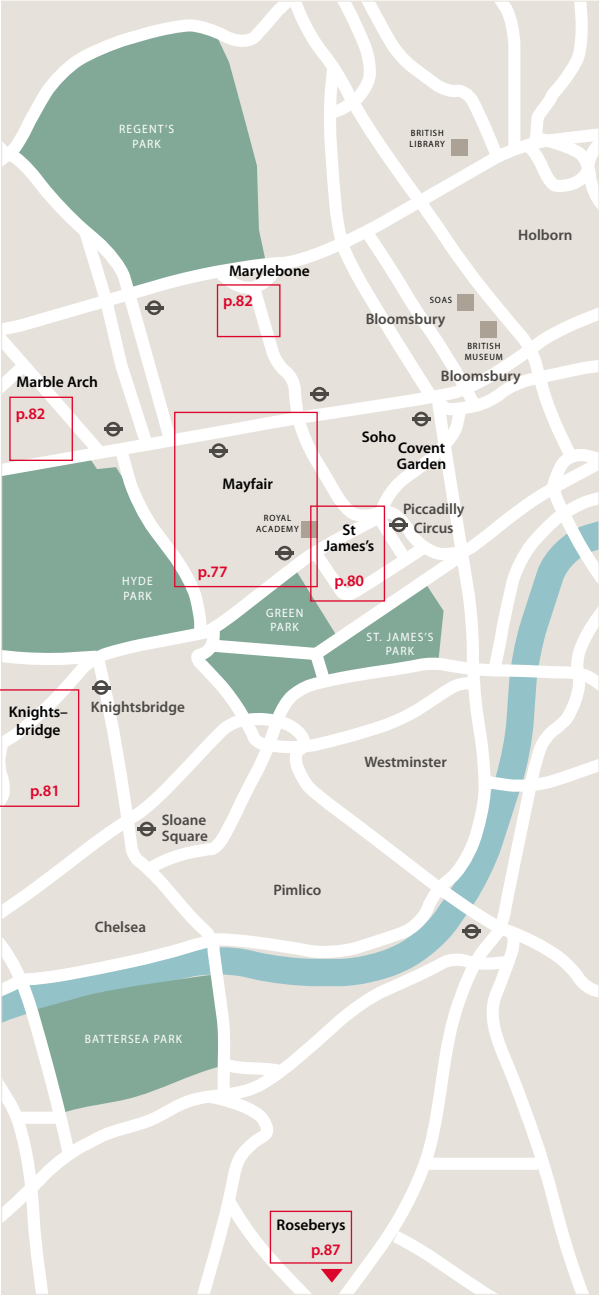 REGENT'S
PARK
BRITISH
LIBRARY
Holborn
Marylebone
p.82
SOAS
Bloomsbury
BRITISH
MUSEUM
Bloomsbury
Marble Arch
p.82
Soho
Covent
Garden
Mayfair
p.77
ROYAL
ACADEMY
St
James's
p.80
Piccadilly
Circus
HYDE
PARK
GREEN
PARK
ST. JAMES'S
PARK
Knightsbridge
Knights–
bridge
p.81
Westminster
Sloane
Square
Pimlico
Chelsea
BATTERSEA PARK
Roseberys
p.87